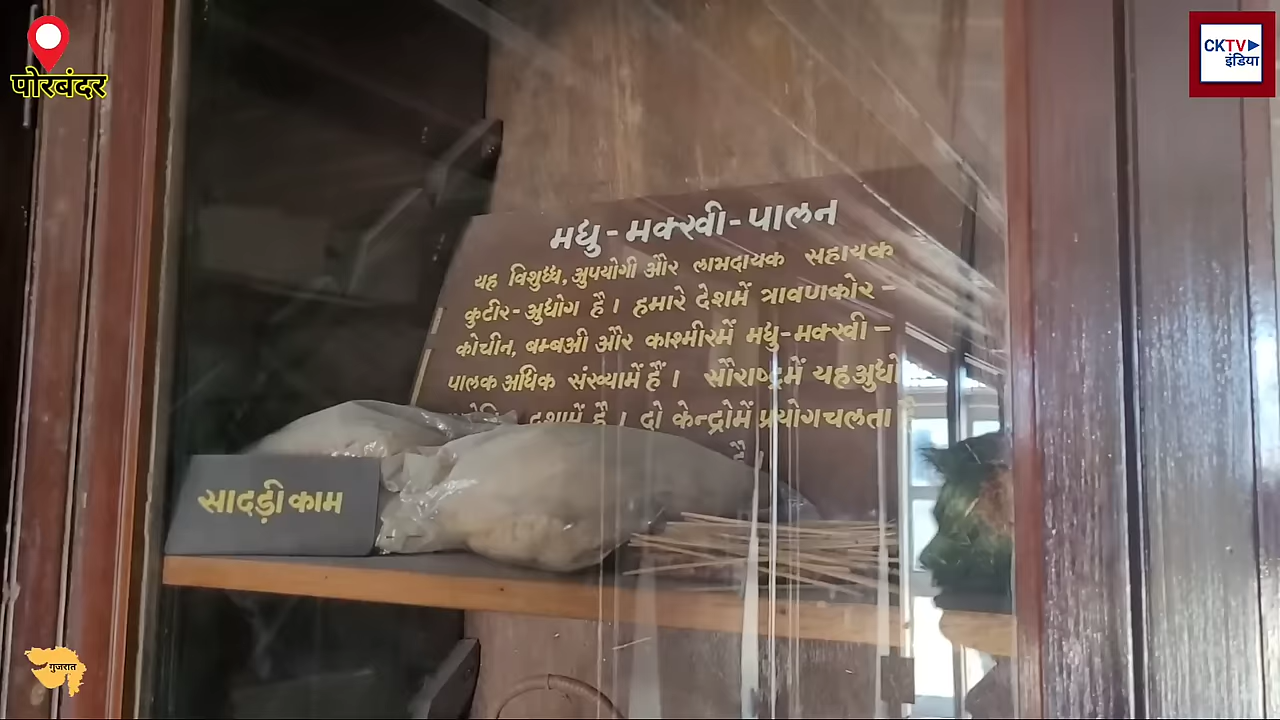 पोरबंदर
CKTV
इंडिया
मधु-मक्खी-पालन
यह विशुध्ध, अुपयोगी और लाभदायक सहायक
कुटीर-अुद्योग है। हमारे देशमें त्रावणकोर-
कोचीन, बम्बअी और काश्मीरमें मधु-मक्खी-
पालक अधिक संख्यामें हैं। सौराष्ट्रमें यह अुद्यो
दशामें है। दो केन्द्रोमें प्रयोग चलता
है
सादड़ी काम
गुजरात